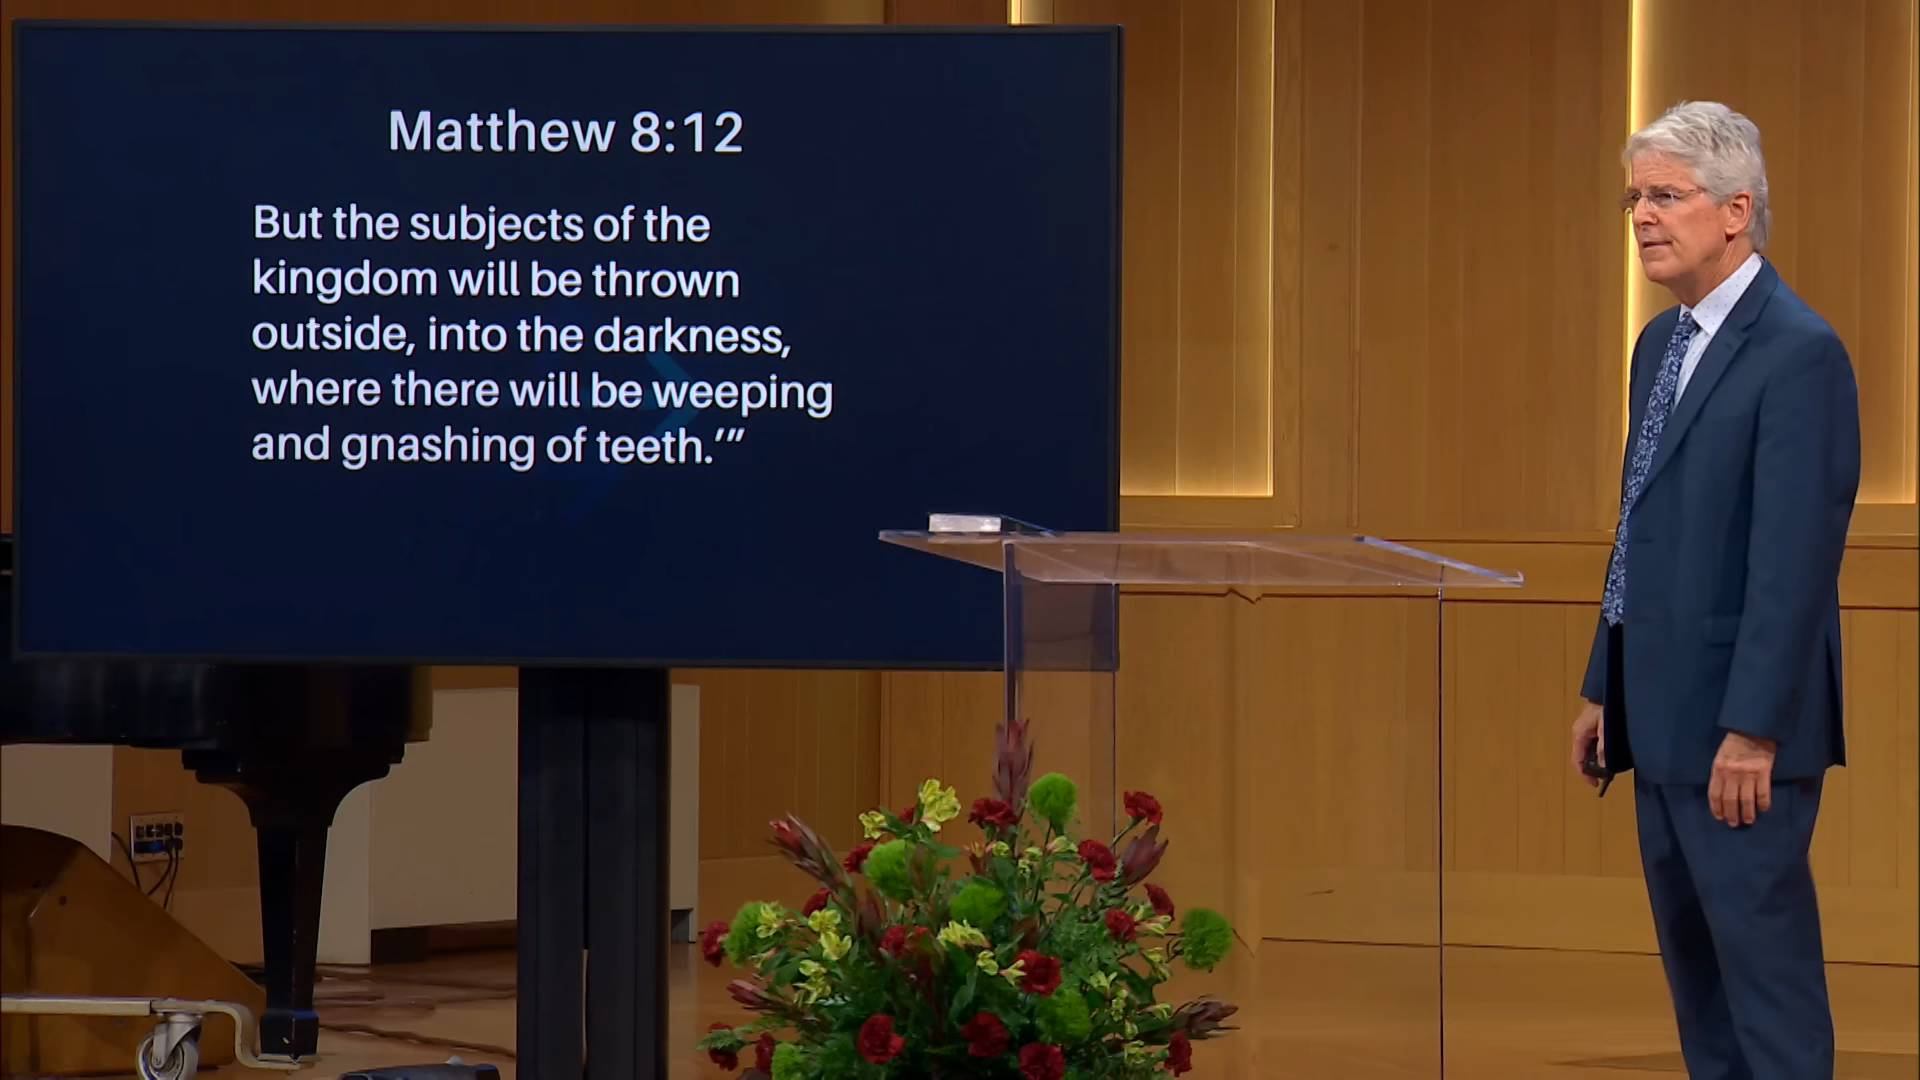 Matthew 8:12
But the subjects of the
kingdom will be thrown
outside, into the darkness,
where there will be weeping
and gnashing of teeth.’”